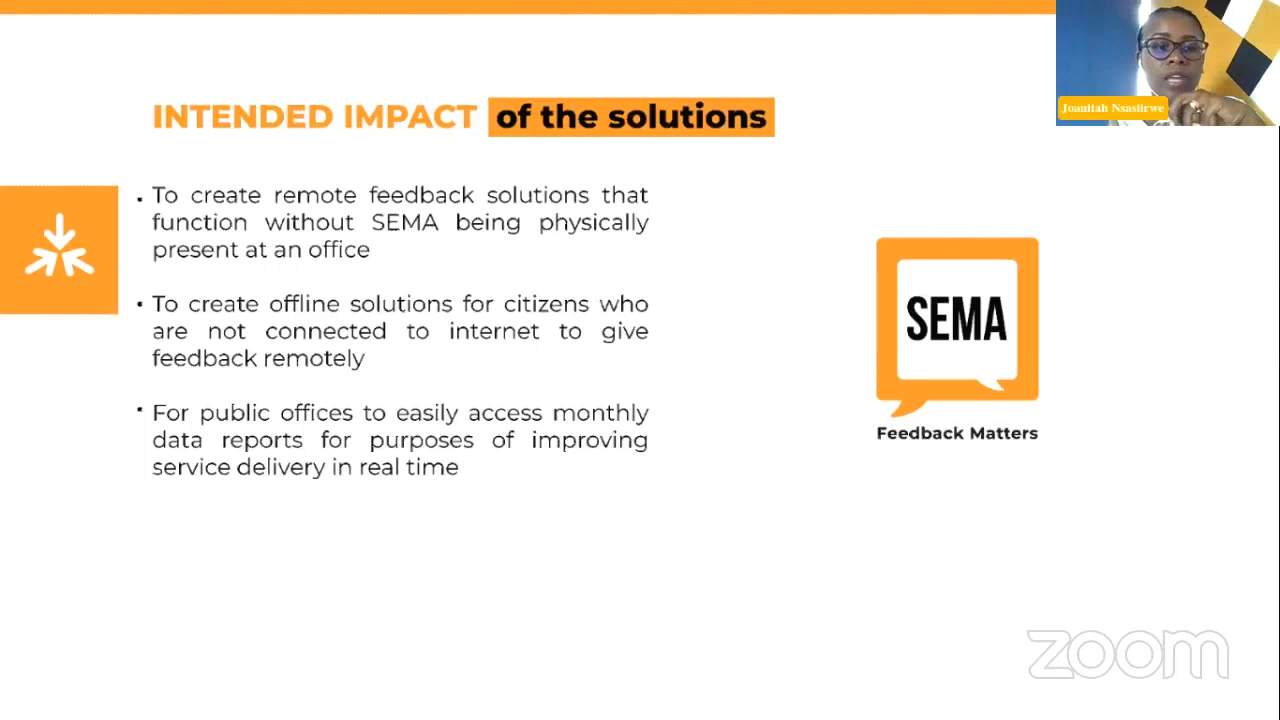 INTENDED IMPACT of the solutions
Joanitah Nsasiirwe
To create remote feedback solutions that
function without SEMA being physically
present at an office
To create offline solutions for citizens who
are not connected to internet to give
feedback remotely
For public offices to easily access monthly
data reports for purposes of improving
service delivery in real time
SEMA
Feedback Matters
zoom